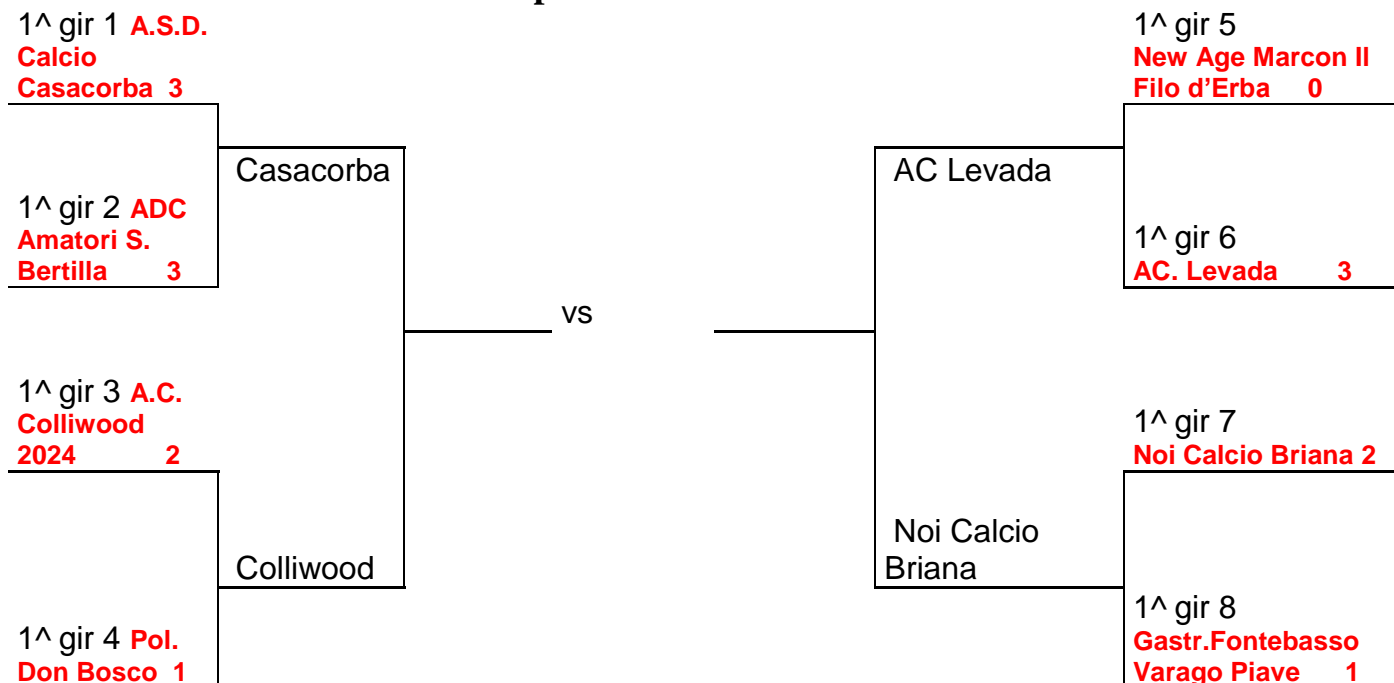 1^ gir 1 A.S.D.
Calcio
Casacorba 3
Casacorba
1^ gir 2 ADC
Amatori S.
Bertilla 3
1^ gir 3 A.C.
Colliwood
2024 2
Colliwood
1^ gir 4 Pol.
Don Bosco 1
vs
1^ gir 5
New Age Marcon Il
Filo d’Erba 0
AC Levada
1^ gir 6
AC. Levada 3
1^ gir 7
Noi Calcio Briana 2
Noi Calcio
Briana
1^ gir 8
Gastr.Fontebasso
Varago Piave 1